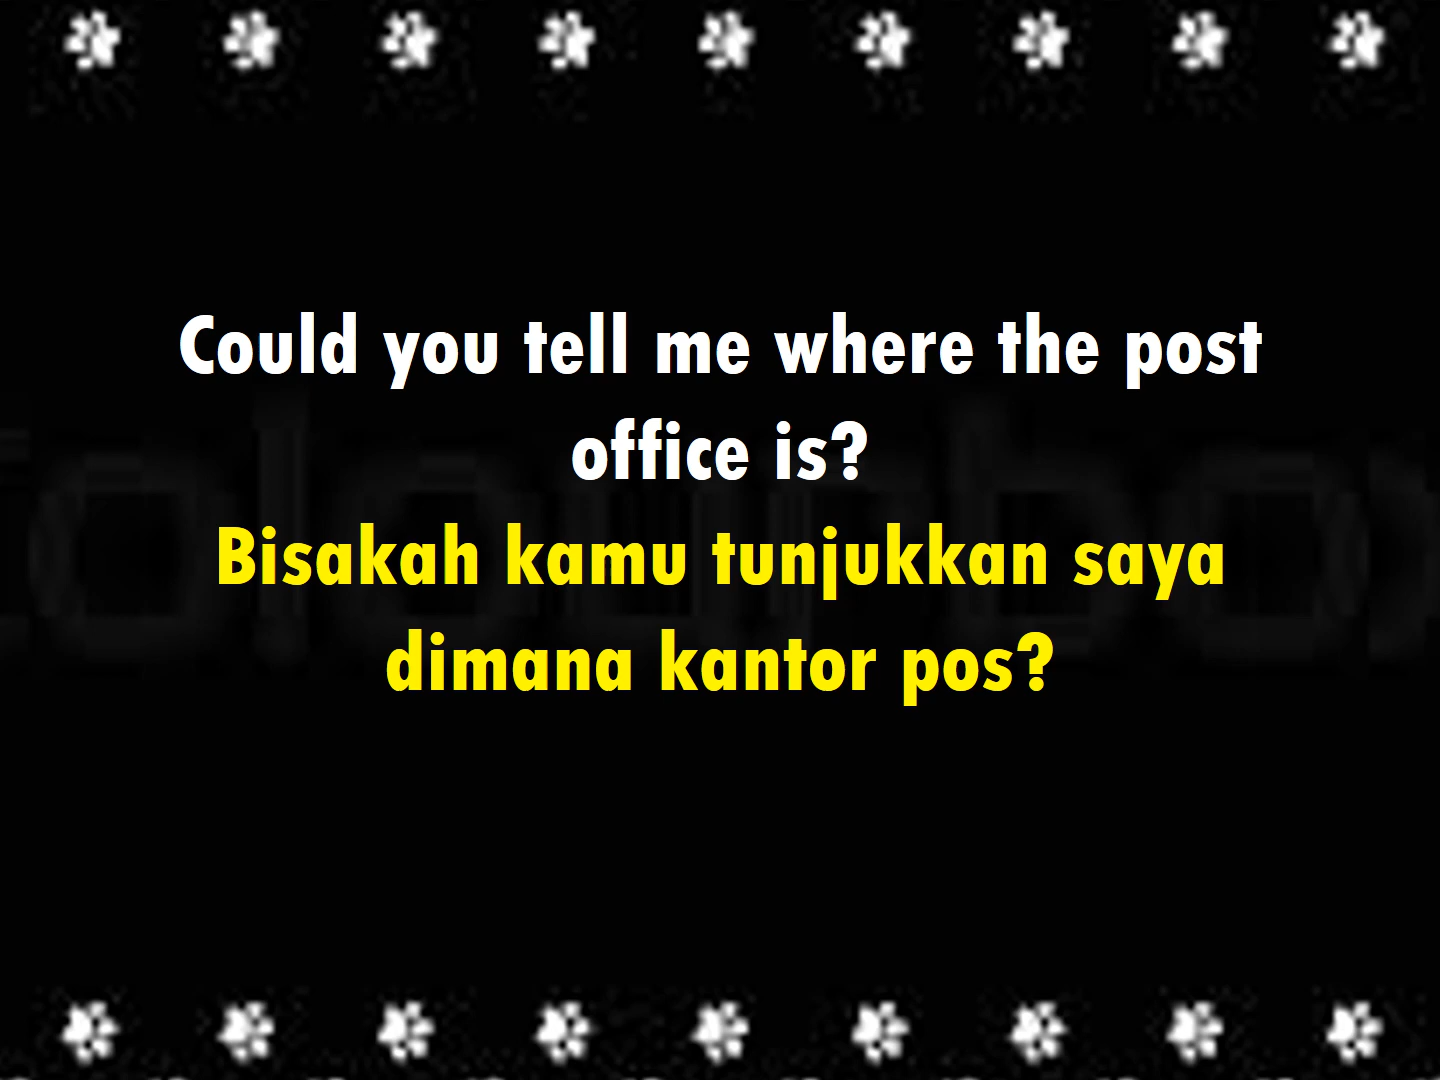 Could you tell me where the post
office is?
Bisakah kamu tunjukkan saya
dimana kantor pos?